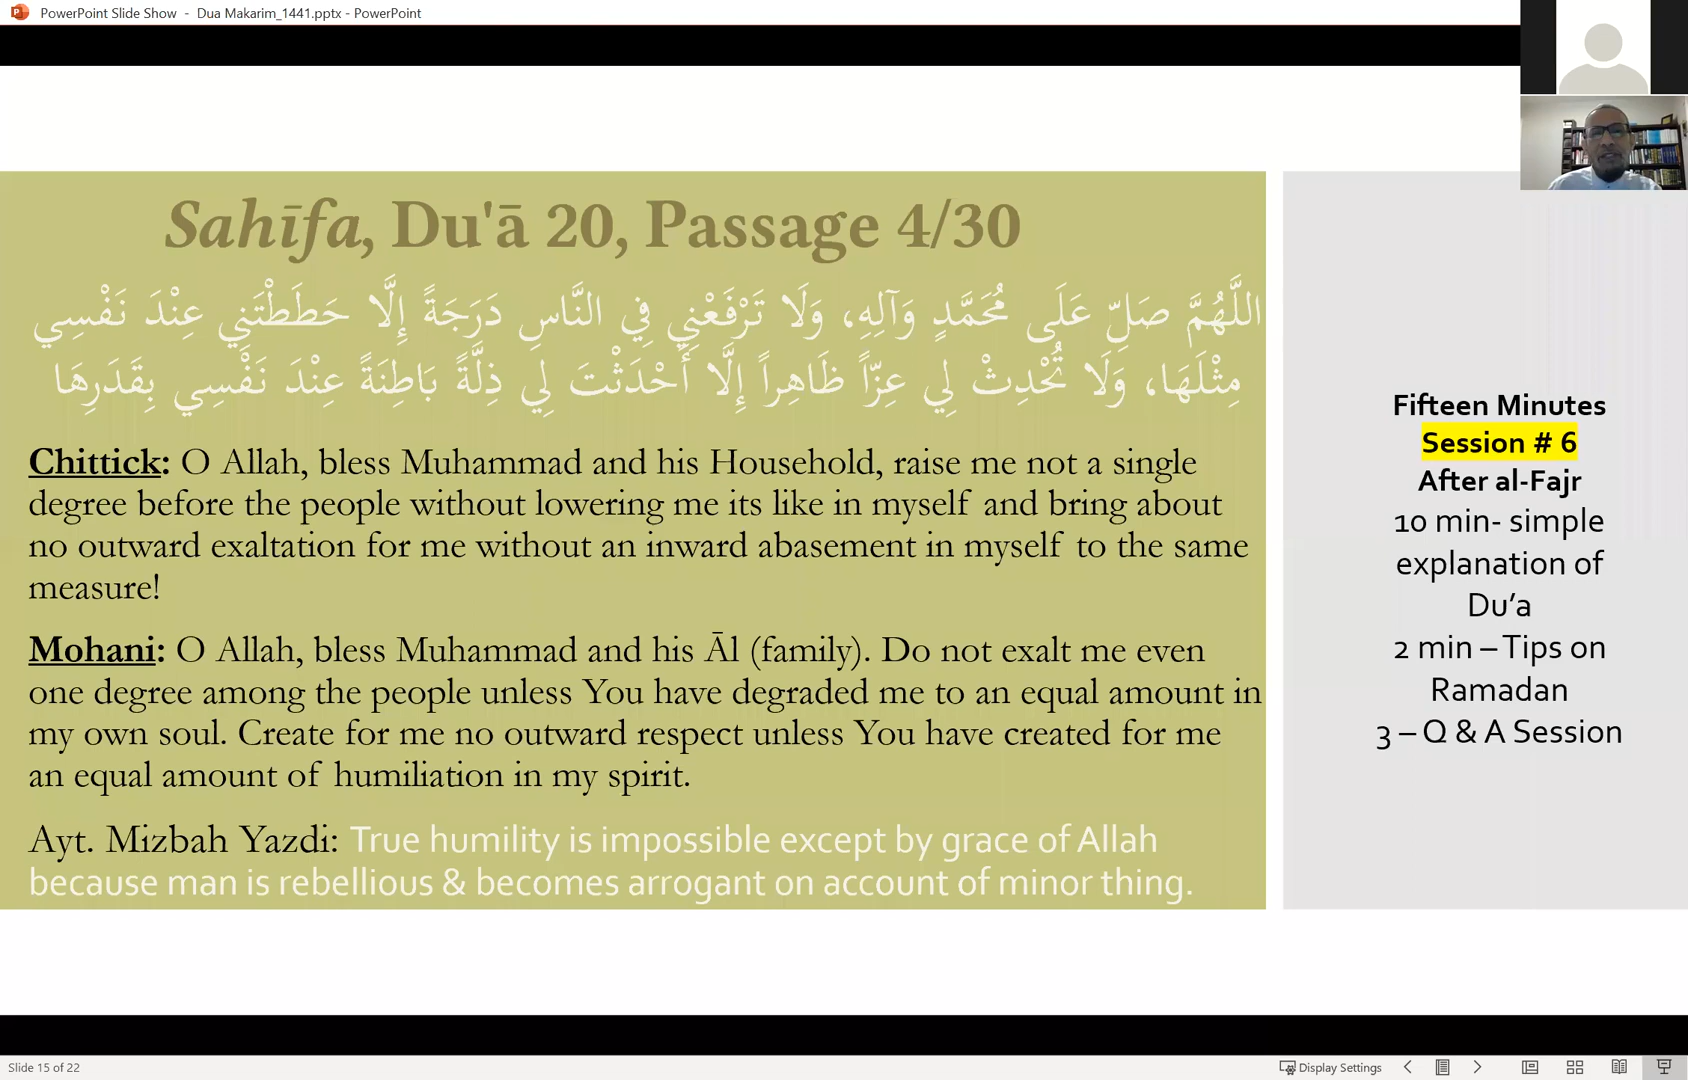 PowerPoint Slide Show - Dua Makarim_1441.pptx - PowerPoint
Sahīfa, Du'ā 20, Passage 4/30
اللَّهُمَّ صَلِّ عَلَى مُحَمَّدٍ وَآلِهِ، وَلَا تَرْفَعْنِي فِي النَّاسِ دَرَجَةً إِلَّا حَطَطْتَنِي عِنْدَ نَفْسِي
مِثْلَهَا، وَلَا تُحْدِثْ لِي عِزّاً ظَاهِراً إِلَّا أَحْدَثْتَ لِي ذِلَّةً بَاطِنَةً عِنْدَ نَفْسِي بِقَدَرِهَا
Chittick: O Allah, bless Muhammad and his Household, raise me not a single
degree before the people without lowering me its like in myself and bring about
no outward exaltation for me without an inward abasement in myself to the same
measure!
Mohani: O Allah, bless Muhammad and his Āl (family). Do not exalt me even
one degree among the people unless You have degraded me to an equal amount in
my own soul. Create for me no outward respect unless You have created for me
an equal amount of humiliation in my spirit.
Ayt. Mizbah Yazdi: True humility is impossible except by grace of Allah
because man is rebellious & becomes arrogant on account of minor thing.
Fifteen Minutes
Session # 6
After al-Fajr
10 min- simple
explanation of
Du’a
2 min – Tips on
Ramadan
3 – Q & A Session
Slide 15 of 22
Display Settings